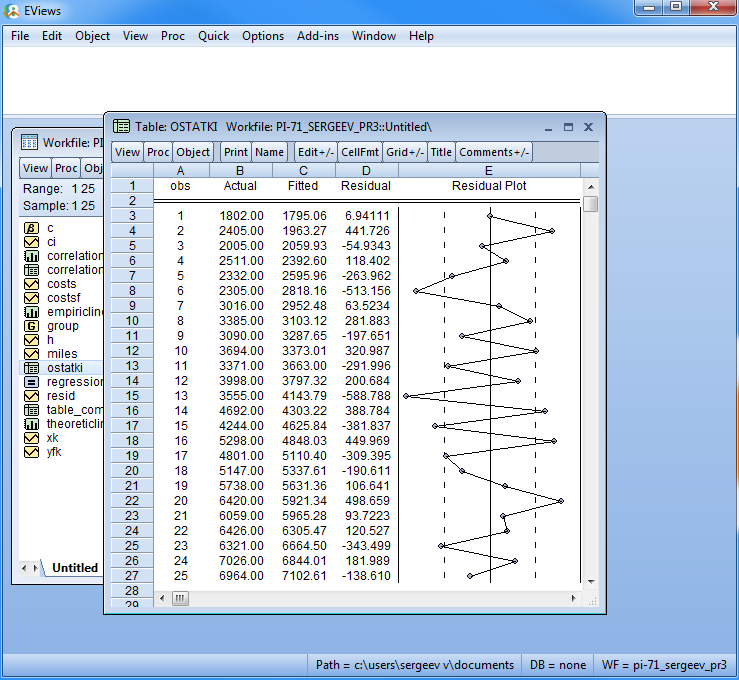 EViews
File Edit Object View Proc Quick Options Add-ins Window Help
Workfile: PI
View Proc Obj
Range: 1 25
Sample: 1 25
c
ci
correlation
correlation
costs
costsf
empiricline
group
h
miles
ostatki
regression
resid
table_com
theoreticlin
xk
yfk
Untitled
Table: OSTATKI Workfile: PI-71_SERGEEV_PR3::Untitled\
View Proc Object Print Name Edit+/- CellFmt Grid+/- Title Comments+/-
A B C D E
1 obs Actual Fitted Residual Residual Plot
2
3 1 1802.00 1795.06 6.94111
4 2 2405.00 1963.27 441.726
5 3 2005.00 2059.93 -54.9343
6 4 2511.00 2392.60 118.402
7 5 2332.00 2595.96 -263.962
8 6 2305.00 2818.16 -513.156
9 7 3016.00 2952.48 63.5234
10 8 3385.00 3103.12 281.883
11 9 3090.00 3287.65 -197.651
12 10 3694.00 3373.01 320.987
13 11 3371.00 3663.00 -291.996
14 12 3998.00 3797.32 200.684
15 13 3555.00 4143.79 -588.788
16 14 4692.00 4303.22 388.784
17 15 4244.00 4625.84 -381.837
18 16 5298.00 4848.03 449.969
19 17 4801.00 5110.40 -309.395
20 18 5147.00 5337.61 -190.611
21 19 5738.00 5631.36 106.641
22 20 6420.00 5921.34 498.659
23 21 6059.00 5965.28 93.7223
24 22 6426.00 6305.47 120.527
25 23 6321.00 6664.50 -343.499
26 24 7026.00 6844.01 181.989
27 25 6964.00 7102.61 -138.610
28
29
Path = c:\users\sergeev v\documents DB = none WF = pi-71_sergeev_pr3